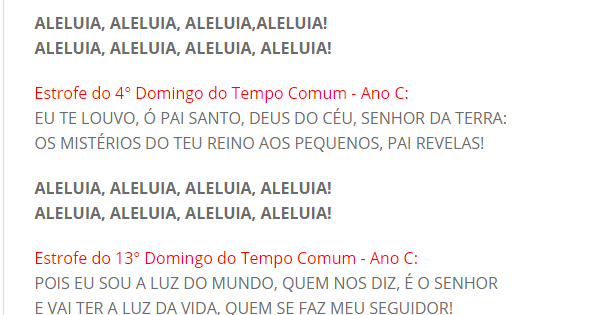 ALELUIA, ALELUIA, ALELUIA,ALELUIA!
ALELUIA, ALELUIA, ALELUIA, ALELUIA!
Estrofe do 4° Domingo do Tempo Comum - Ano C:
EU TE LOUVO, Ó PAI SANTO, DEUS DO CÉU, SENHOR DA TERRA:
OS MISTÉRIOS DO TEU REINO AOS PEQUENOS, PAI REVELAS!
ALELUIA, ALELUIA, ALELUIA, ALELUIA!
ALELUIA, ALELUIA, ALELUIA, ALELUIA!
Estrofe do 13° Domingo do Tempo Comum - Ano C:
POIS EU SOU A LUZ DO MUNDO, QUEM NOS DIZ, É O SENHOR
E VAI TER A LUZ DA VIDA, QUEM SE FAZ MEU SEGUIDOR!